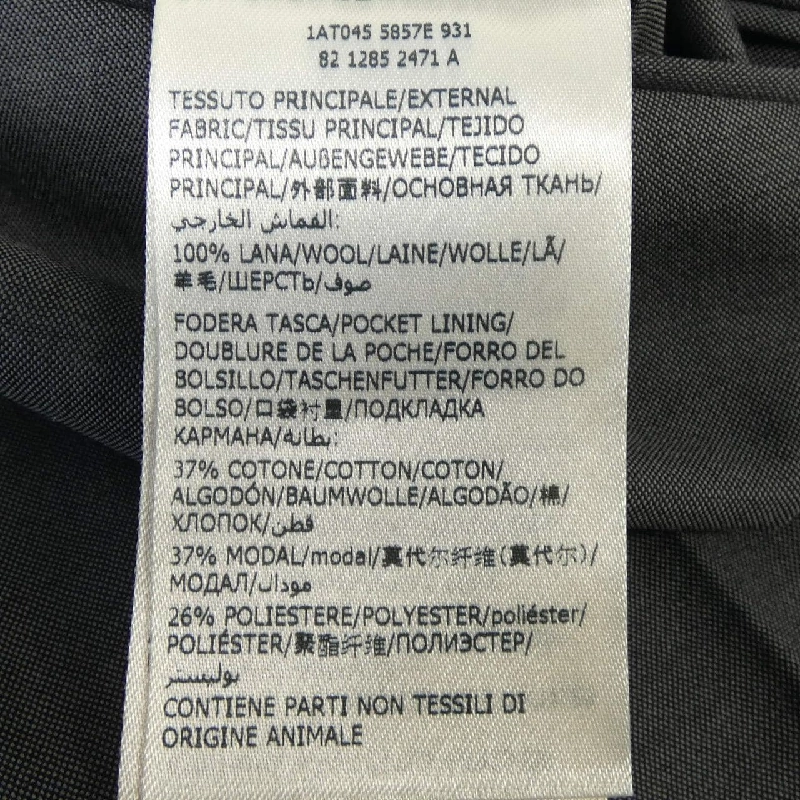 1AT045 5857E 931
82 1285 2471 A
TESSUTO PRINCIPALE/EXTERNAL
FABRIC/TISSU PRINCIPAL/TEJIDO
PRINCIPAL/AUßENGEWEBE/TECIDO
PRINCIPAL/外部面料/ОСНОВНАЯ ТКАНЬ/
القماش الخارجي:
100% LANA/WOOL/LAINE/WOLLE/LÃ/
羊毛/ШЕРСТЬ/صوف
FODERA TASCA/POCKET LINING/
DOUBLURE DE LA POCHE/FORRO DEL
BOLSILLO/TASCHENFUTTER/FORRO DO
BOLSO/口袋衬里/ПОДКЛАДКА
КАРМАНА/بطانه:
37% COTONE/COTTON/COTON/
ALGODÓN/BAUMWOLLE/ALGODÃO/棉/
ХЛОПОК/قطن
37% MODAL/modal/莫代尔纤维(莫代尔)/
МОДАЛ/مودال
26% POLIESTERE/POLYESTER/poliéster/
POLIÉSTER/聚酯纤维/ПОЛИЭСТЕР/
بوليستر
CONTIENE PARTI NON TESSILI DI
ORIGINE ANIMALE